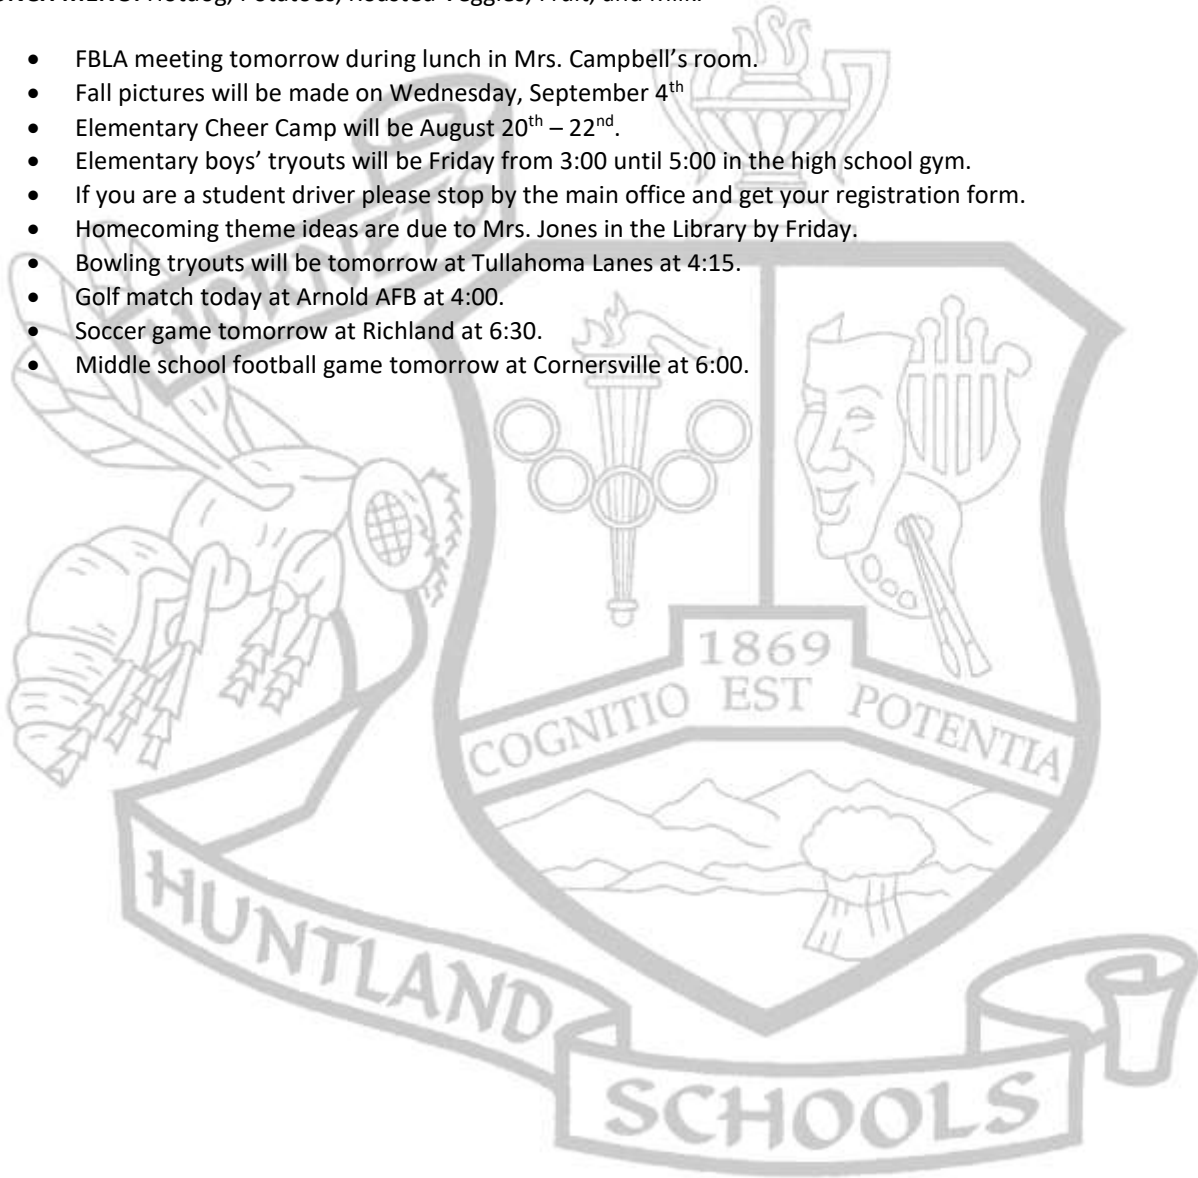 Hotdog, Potatoes, Roasted Veggies, Fruit, and Milk.
• FBLA meeting tomorrow during lunch in Mrs. Campbell’s room.
• Fall pictures will be made on Wednesday, September 4th
• Elementary Cheer Camp will be August 20th – 22nd.
• Elementary boys’ tryouts will be Friday from 3:00 until 5:00 in the high school gym.
• If you are a student driver please stop by the main office and get your registration form.
• Homecoming theme ideas are due to Mrs. Jones in the Library by Friday.
• Bowling tryouts will be tomorrow at Tullahoma Lanes at 4:15.
• Golf match today at Arnold AFB at 4:00.
• Soccer game tomorrow at Richland at 6:30.
• Middle school football game tomorrow at Cornersville at 6:00.
HORNETS
1869
COGNITIO EST POTENTIA
HUNTLAND
SCHOOLS